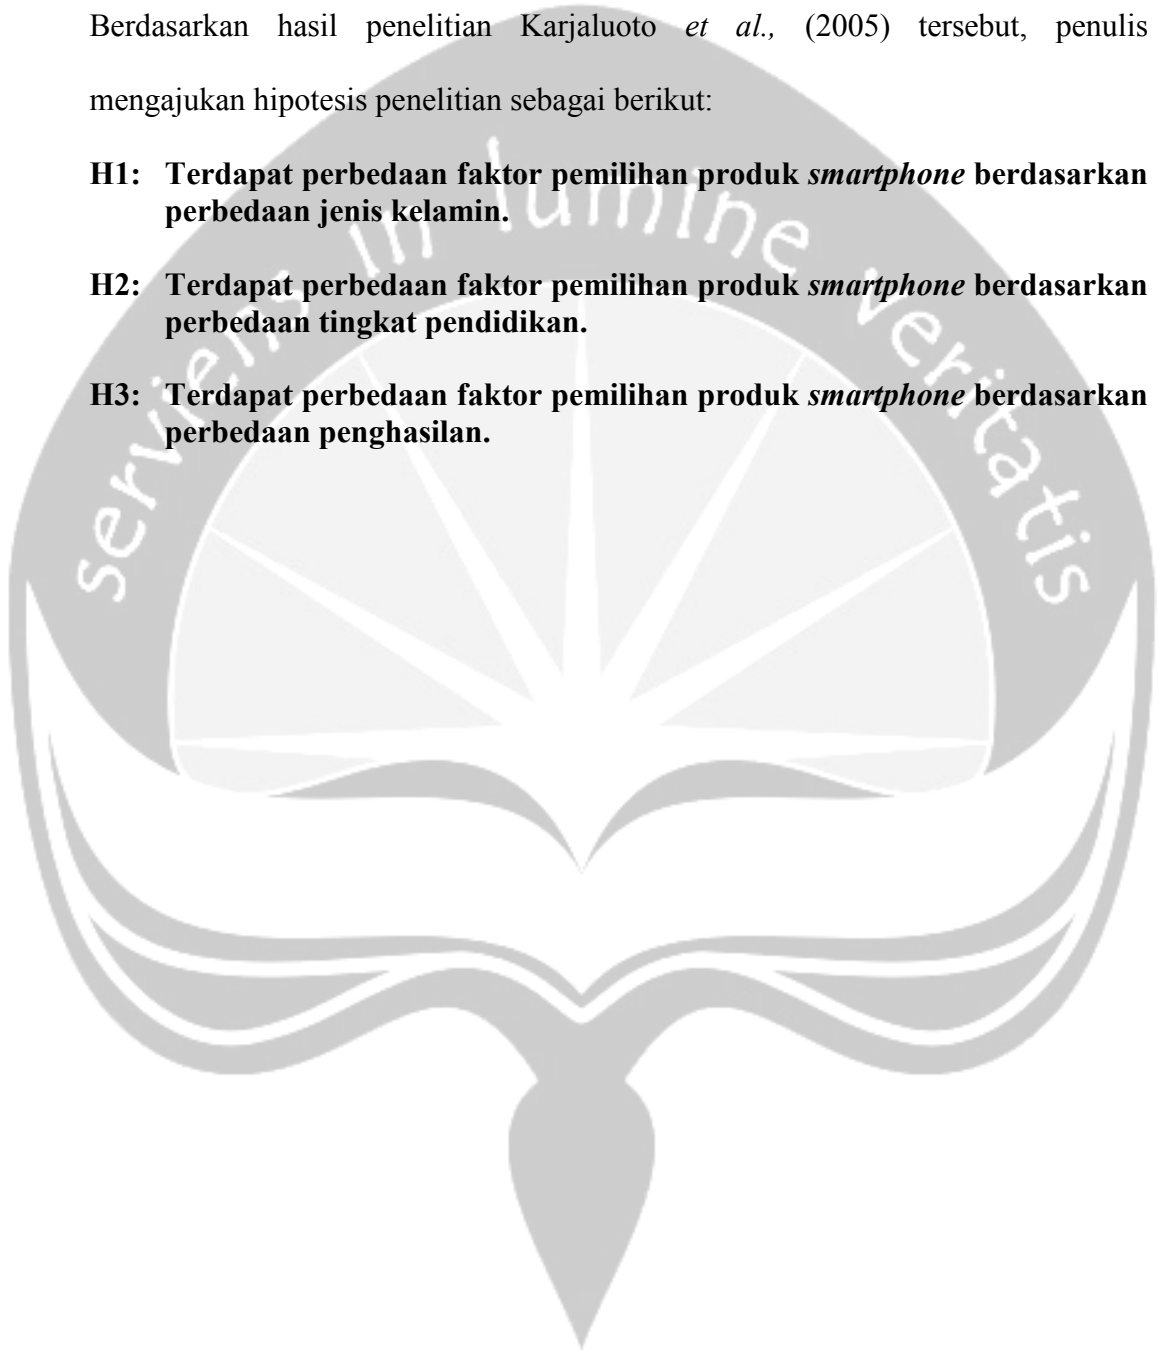 Berdasarkan hasil penelitian Karjaluoto et al., (2005) tersebut, penulis
mengajukan hipotesis penelitian sebagai berikut:
H1: Terdapat perbedaan faktor pemilihan produk smartphone berdasarkan
perbedaan jenis kelamin.
H2: Terdapat perbedaan faktor pemilihan produk smartphone berdasarkan
perbedaan tingkat pendidikan.
H3: Terdapat perbedaan faktor pemilihan produk smartphone berdasarkan
perbedaan penghasilan.
serviens in lumine veritatis